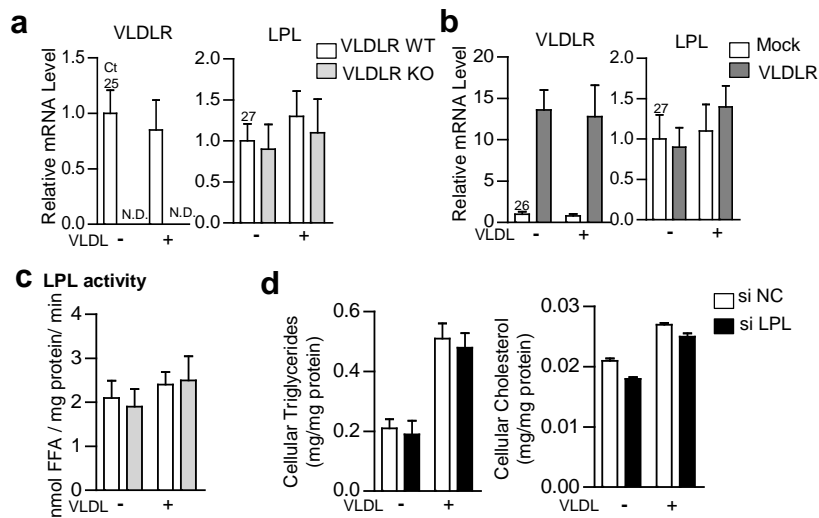 a
VLDLR
LPL
VLDLR WT
VLDLR KO
Relative mRNA Level
1.5
1.0
0.5
0.0
Ct
25
N.D.
N.D.
2.0
1.5
1.0
0.5
0.0
27
VLDL
-
+
-
+
b
VLDLR
LPL
Mock
VLDLR
Relative mRNA Level
20
15
10
5
0
26
2.0
1.5
1.0
0.5
0.0
27
VLDL
-
+
-
+
c LPL activity
nmol FFA / mg protein/ min
4
3
2
1
0
VLDL
-
+
d
si NC
si LPL
Cellular Triglycerides
(mg/mg protein)
0.6
0.4
0.2
0.0
VLDL
-
+
Cellular Cholesterol
(mg/mg protein)
0.03
0.02
0.01
0.00
-
+